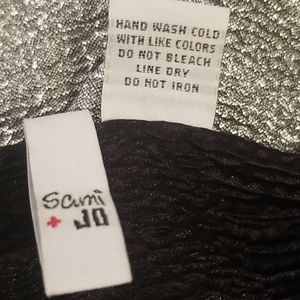 HAND WASH COLD
WITH LIKE COLORS
DO NOT BLEACH
LINE DRY
DO NOT IRON
Sami
+ JO